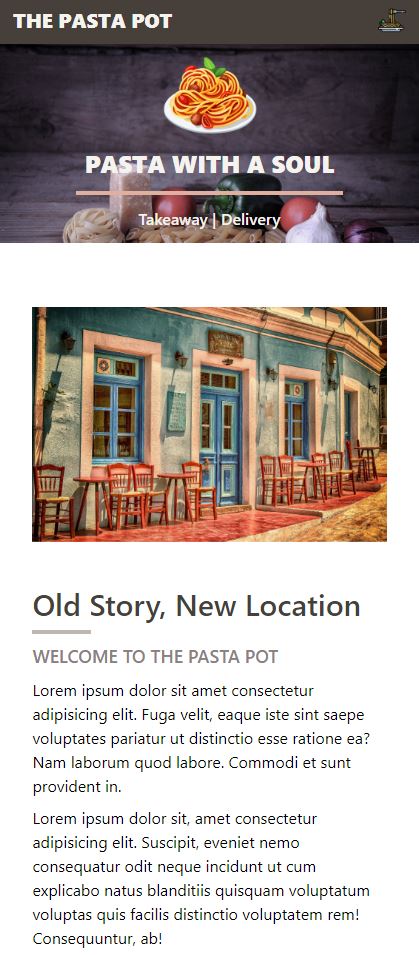 THE PASTA POT
PASTA WITH A SOUL
Takeaway | Delivery
Old Story, New Location
WELCOME TO THE PASTA POT
Lorem ipsum dolor sit amet consectetur
adipisicing elit. Fuga velit, eaque iste sint saepe
voluptates pariatur ut distinctio esse ratione ea?
Nam laborum quod labore. Commodi et sunt
provident in.
Lorem ipsum dolor sit, amet consectetur
adipisicing elit. Suscipit, eveniet nemo
consequatur odit neque incidunt ut cum
explicabo natus blanditiis quisquam voluptatum
voluptas quis facilis distinctio voluptatem rem!
Consequuntur, ab!